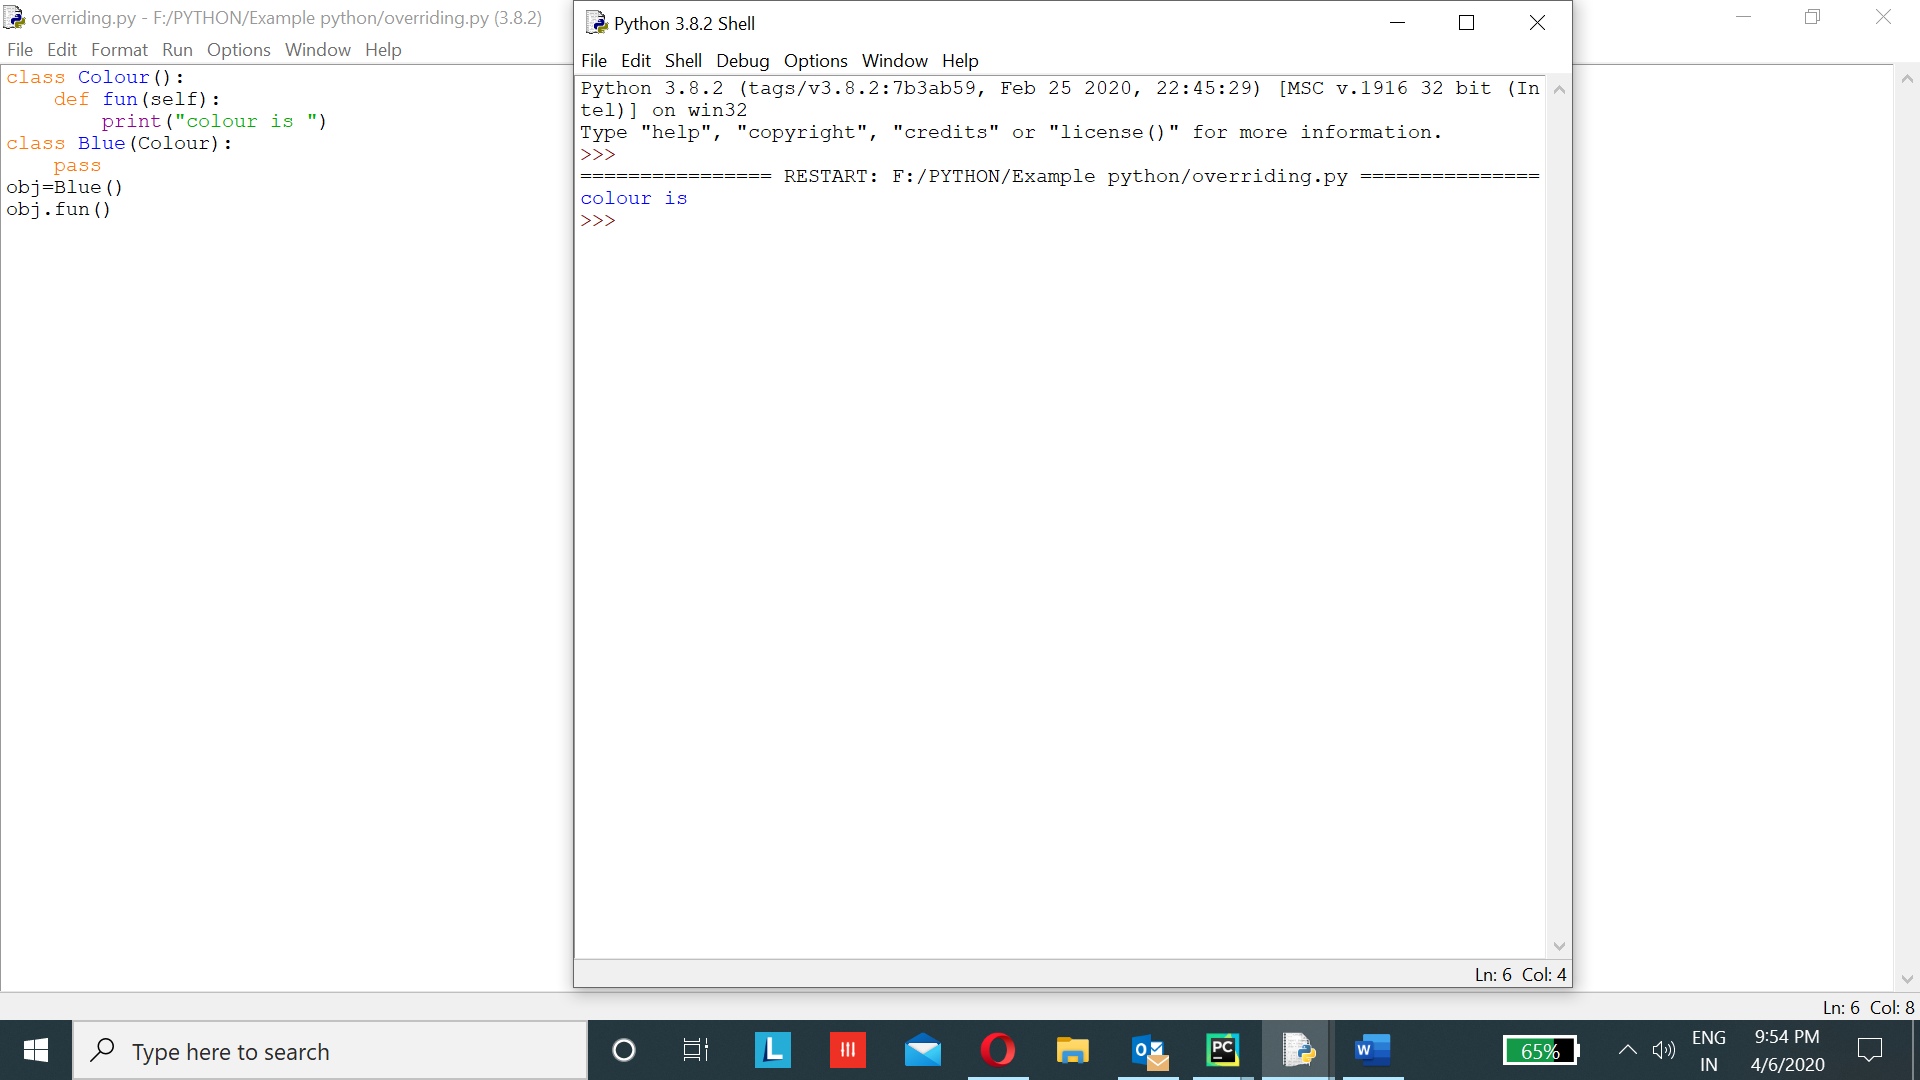 overriding.py - F:/PYTHON/Example python/overriding.py (3.8.2)
File Edit Format Run Options Window Help
class Colour():
    def fun(self):
        print("colour is ")
class Blue(Colour):
    pass
obj=Blue()
obj.fun()
Python 3.8.2 Shell
File Edit Shell Debug Options Window Help
Python 3.8.2 (tags/v3.8.2:7b3ab59, Feb 25 2020, 22:45:29) [MSC v.1916 32 bit (In
tel)] on win32
Type "help", "copyright", "credits" or "license()" for more information.
>>>
================ RESTART: F:/PYTHON/Example python/overriding.py ===============
colour is
>>>
Ln: 6 Col: 4
Ln: 6 Col: 8
Type here to search
L
O
PC
W
65%
ENG
IN
9:54 PM
4/6/2020